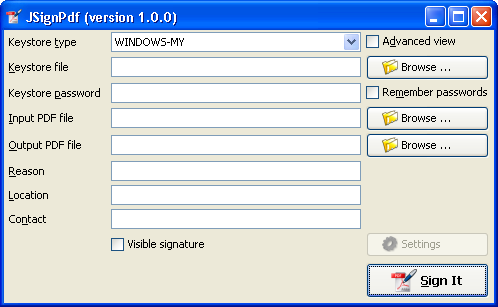 JSignPdf (version 1.0.0)
Keystore type WINDOWS-MY Advanced view
Keystore file Browse ...
Keystore password Remember passwords
Input PDF file Browse ...
Output PDF file Browse ...
Reason
Location
Contact
Visible signature Settings
Sign It